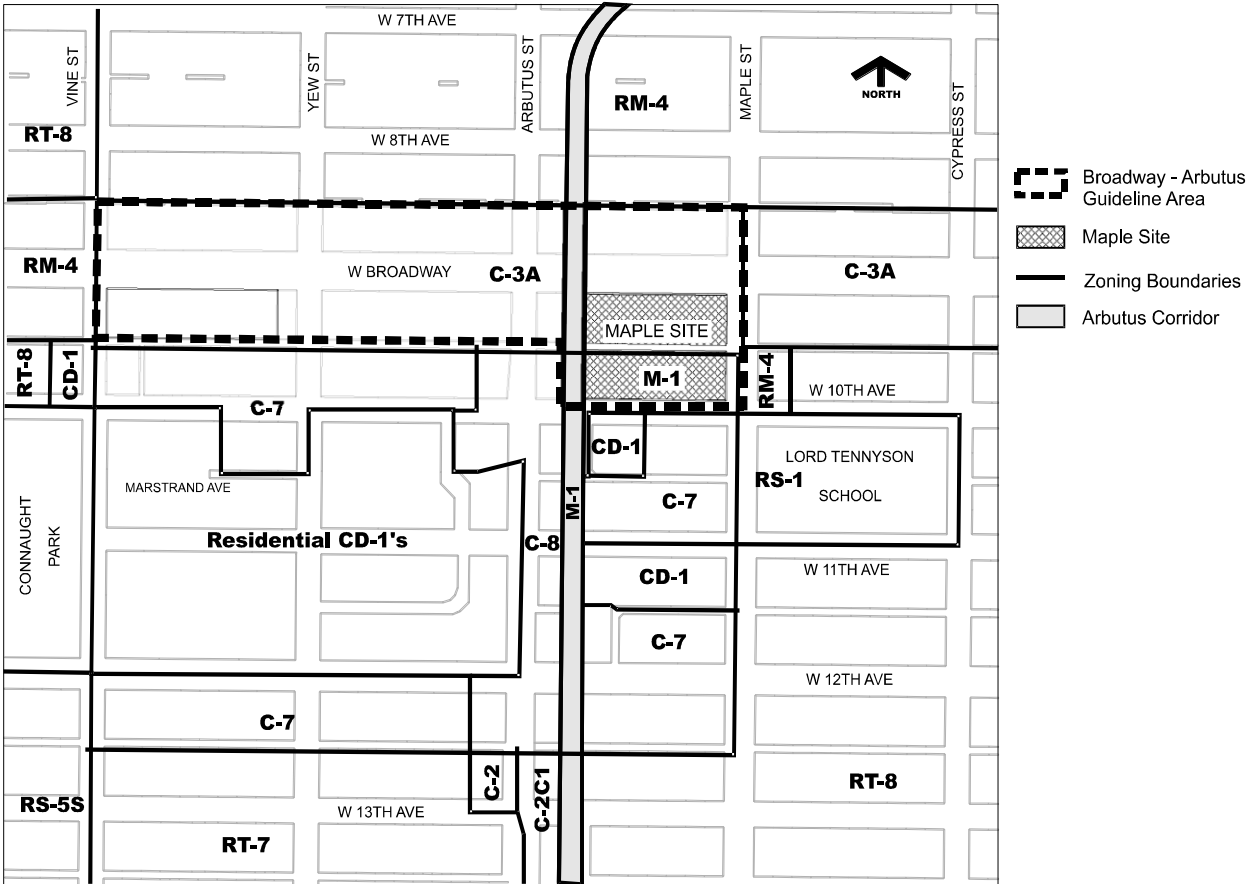 W 7TH AVE
VINE ST
YEW ST
ARBUTUS ST
MAPLE ST
CYPRESS ST
NORTH
RM-4
RT-8
W 8TH AVE
RM-4
W BROADWAY
C-3A
C-3A
MAPLE SITE
RT-8
CD-1
M-1
RM-4
W 10TH AVE
C-7
CD-1
LORD TENNYSON
SCHOOL
RS-1
MARSTRAND AVE
C-7
M-1
CONNAUGHT
PARK
Residential CD-1's
C-8
CD-1
W 11TH AVE
C-7
W 12TH AVE
C-7
C-2
C-2C1
RT-8
RS-5S
W 13TH AVE
RT-7
Broadway - Arbutus
Guideline Area
Maple Site
Zoning Boundaries
Arbutus Corridor